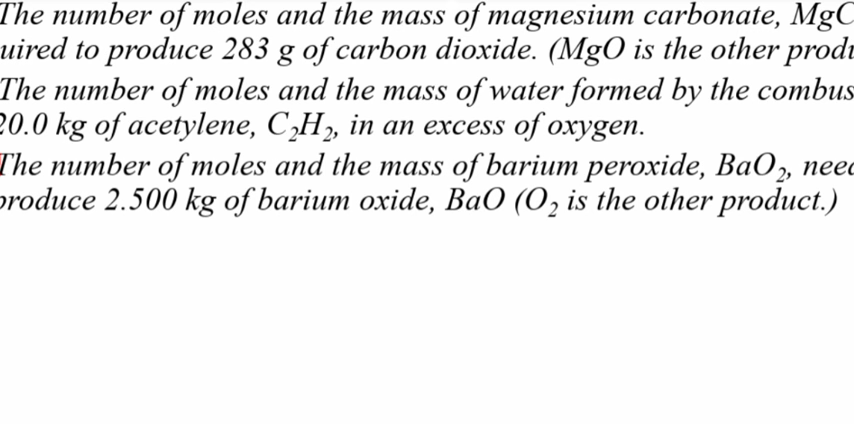 The number of moles and the mass of magnesium carbonate, MgC
uired to produce 283 g of carbon dioxide. (MgO is the other produ
The number of moles and the mass of water formed by the combus
20.0 kg of acetylene, C₂H₂, in an excess of oxygen.
The number of moles and the mass of barium peroxide, BaO₂, need
produce 2.500 kg of barium oxide, BaO (O₂ is the other product.)